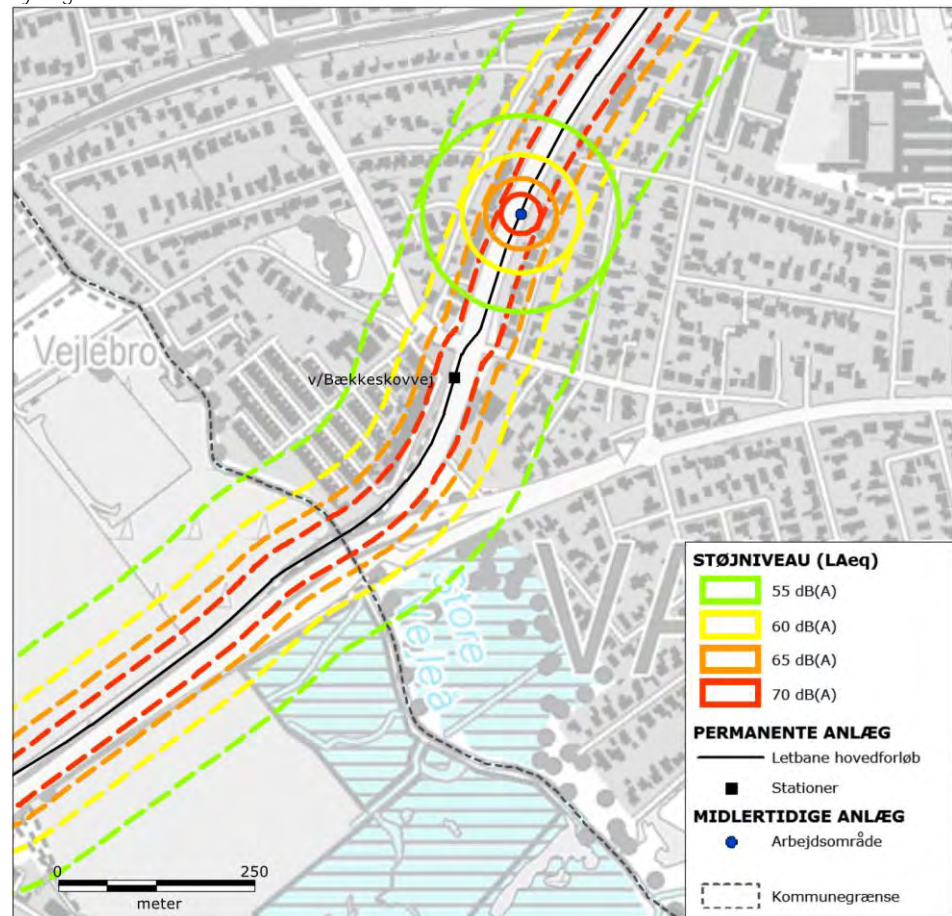 Vejlebro
v/Bækkeskovvej
Store
Vejleå
VA
0 250
meter
STØJNIVEAU (LAeq)
55 dB(A)
60 dB(A)
65 dB(A)
70 dB(A)
PERMANENTE ANLÆG
Letbane hovedforløb
Stationer
MIDLERTIDIGE ANLÆG
Arbejdsområde
Kommunegrænse